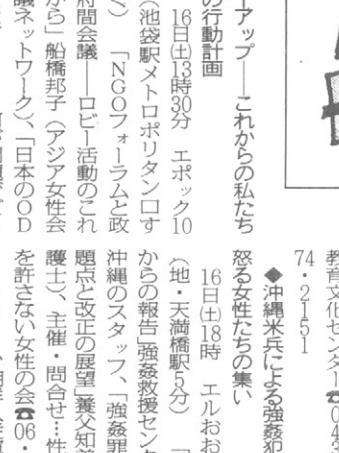 ーアップ――これからの私たち
の行動計画
16日㈯13時30分 エポック10
(池袋駅メトロポリタン口す
「NGOフォーラムと政
府間会議――ロビー活動のこれ
から」船橋邦子(アジア女性会
議ネットワーク)、「日本のOD
教育文化センター☎043
74・2151
◆沖縄米兵による強姦犯
怒る女性たちの集い
16日㈯18時 エルおお
(地・天満橋駅5分) 「
からの報告」強姦救援センタ
沖縄のスタッフ、「強姦罪
題点と改正の展望」養父知
護士)、主催・問合せ…性
を許さない女性の会☎06・